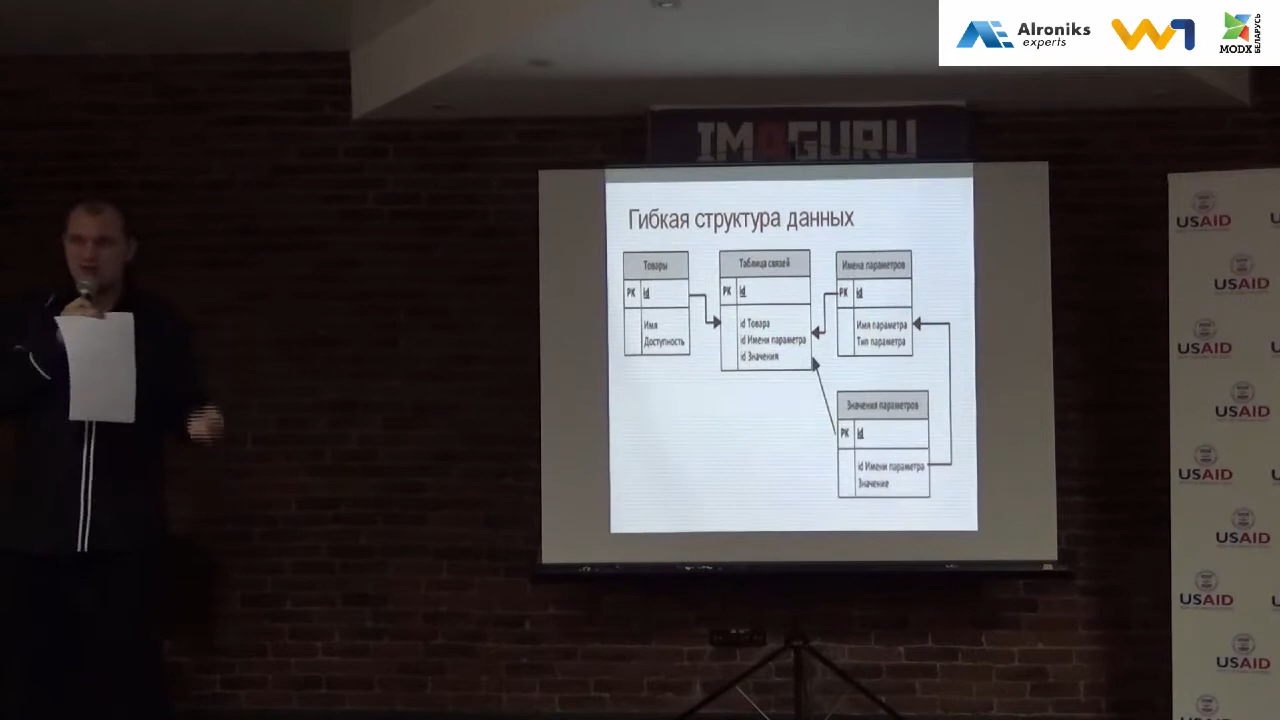 Alroniks
experts
MODX
БЕЛАРУСЬ
IMAGURU
Гибкая структура данных
Товары
PK id
Имя
Доступность
Таблица связей
PK id
id Товара
id Имени параметра
id Значения
Имена параметров
PK id
Имя параметра
Тип параметра
Значения параметров
PK id
id Имени параметра
Значение
USAID
USAID
USAID
USAID
USAID
USAID
USAID
USAID